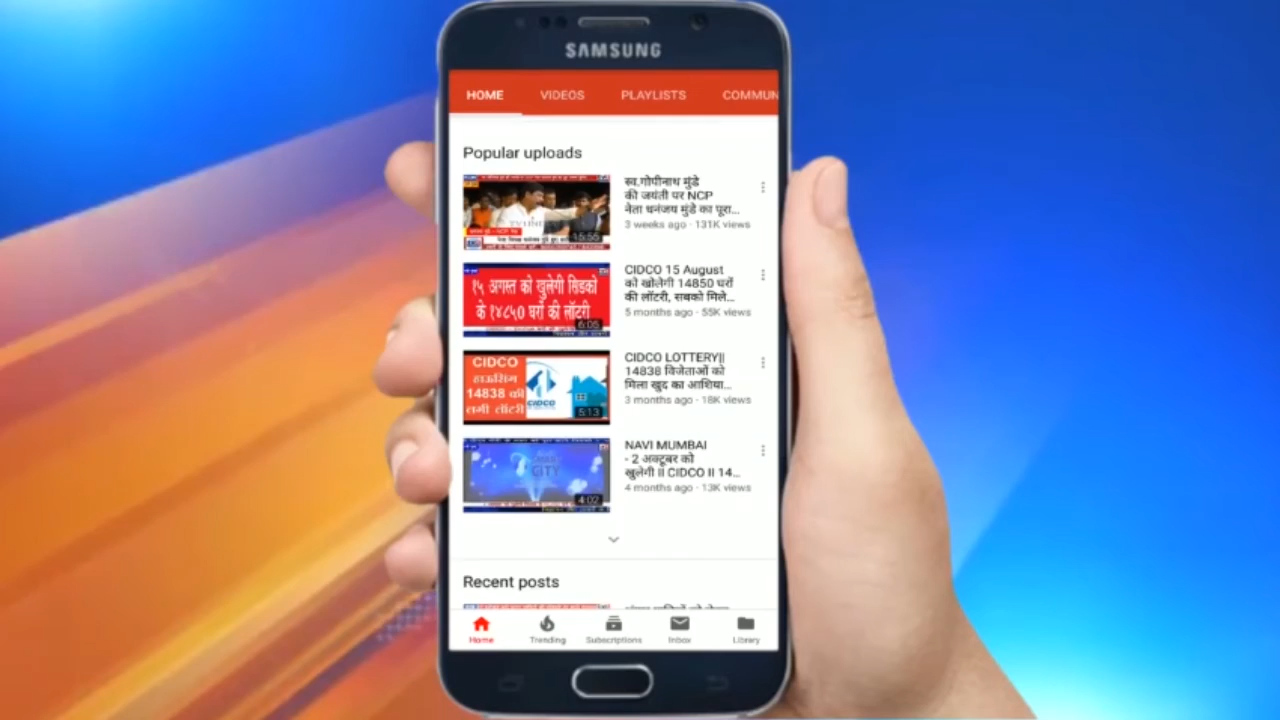 SAMSUNG
HOME VIDEOS PLAYLISTS COMMUN
Popular uploads
स्व.गोपीनाथ मुंडे
की जयंती पर NCP
नेता धनंजय मुंडे का पूरा...
3 weeks ago · 131K views
15:55
CIDCO 15 August
को खोलेगी 14850 घरों
की लॉटरी, सबको मिले...
5 months ago · 55K views
१५ अगस्त को खुलेगी सिडको
के १४८५० घरों की लॉटरी
6:05
CIDCO LOTTERY||
14838 विजेताओं को
मिला खुद का आशिया...
3 months ago · 18K views
CIDCO
हाऊसिंग
14838 की
लगी लॉटरी
CIDCO
5:13
NAVI MUMBAI
- 2 अक्टूबर को
खुलेगी II CIDCO II 14...
4 months ago · 13K views
CITY
4:02
Recent posts
Home Trending Subscriptions Inbox Library